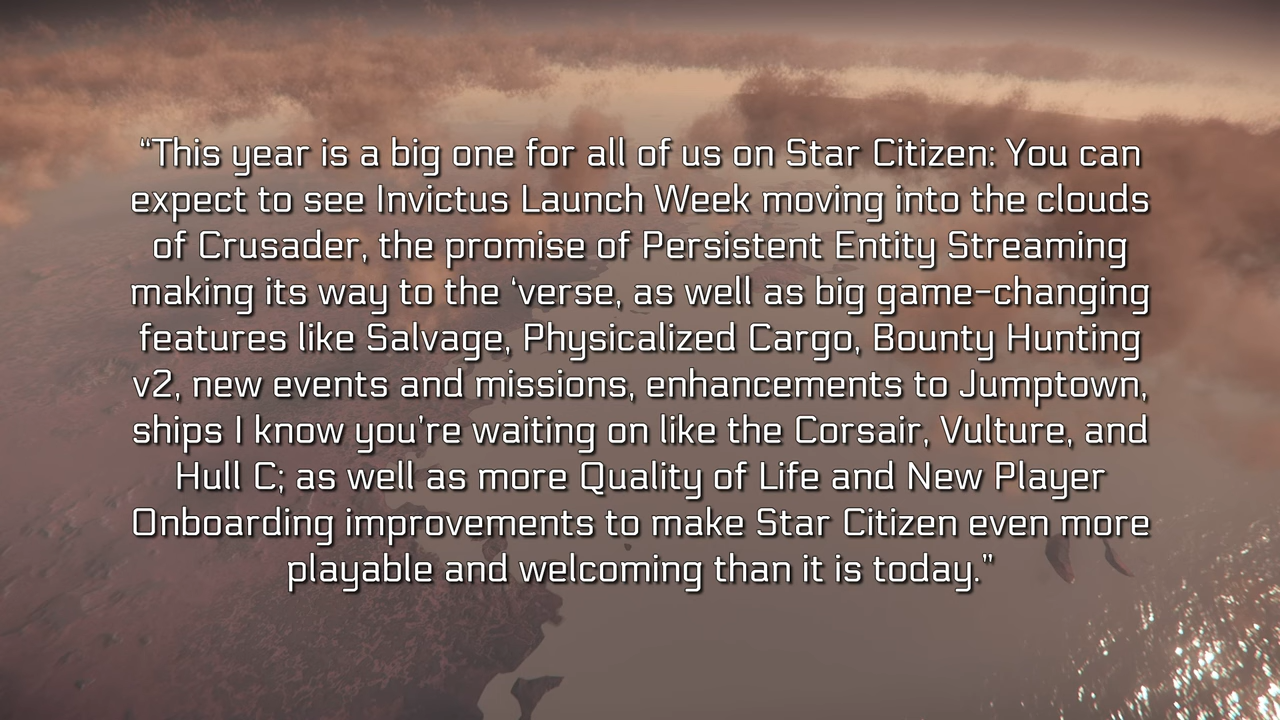 “This year is a big one for all of us on Star Citizen: You can
expect to see Invictus Launch Week moving into the clouds
of Crusader, the promise of Persistent Entity Streaming
making its way to the ‘verse, as well as big game-changing
features like Salvage, Physicalized Cargo, Bounty Hunting
v2, new events and missions, enhancements to Jumptown,
ships I know you're waiting on like the Corsair, Vulture, and
Hull C; as well as more Quality of Life and New Player
Onboarding improvements to make Star Citizen even more
playable and welcoming than it is today.”